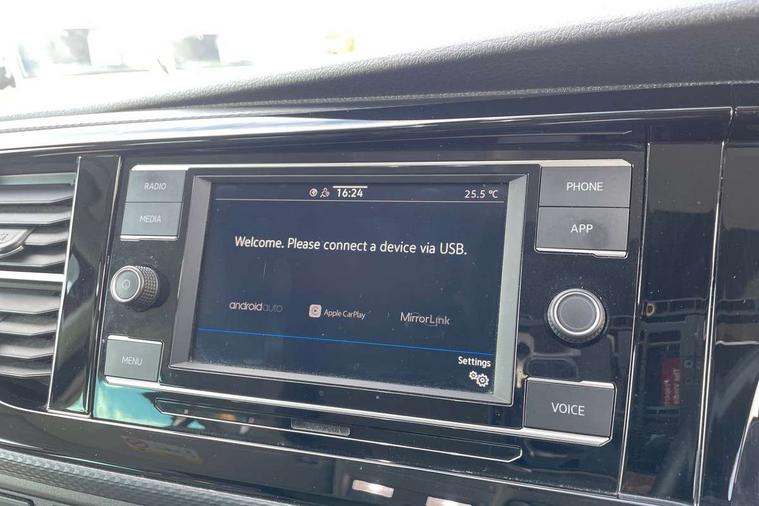 RADIO
MEDIA
MENU
16:24
25.5 °C
Welcome. Please connect a device via USB.
androidauto
Apple CarPlay
MirrorLink
Settings
PHONE
APP
VOICE